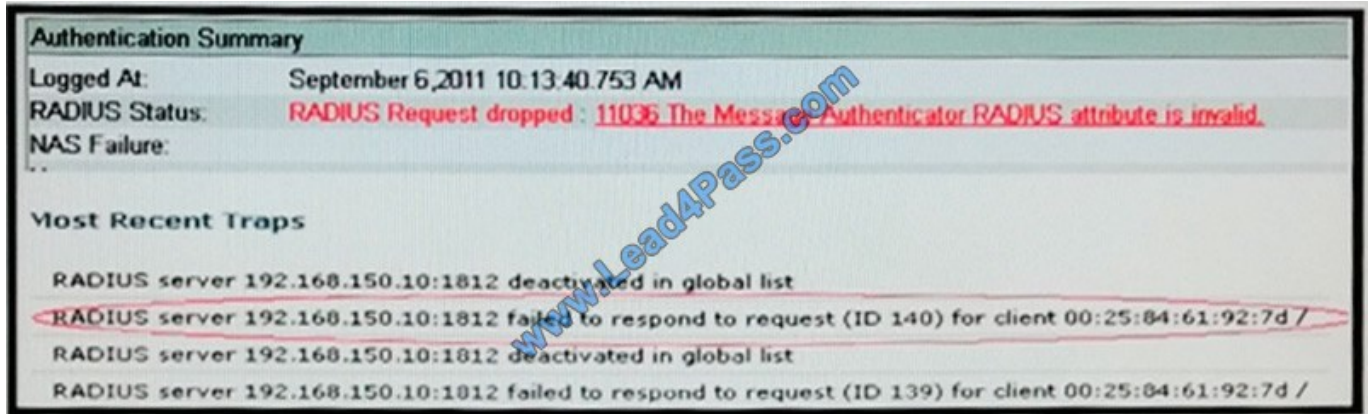 Authentication Summary
Logged At: September 6,2011 10:13:40.753 AM
RADIUS Status: RADIUS Request dropped : 11036 The Message Authenticator RADIUS attribute is invalid.
NAS Failure:
Most Recent Traps
RADIUS server 192.168.150.10:1812 deactivated in global list
RADIUS server 192.168.150.10:1812 failed to respond to request (ID 140) for client 00:25:84:61:92:7d /
RADIUS server 192.168.150.10:1812 deactivated in global list
RADIUS server 192.168.150.10:1812 failed to respond to request (ID 139) for client 00:25:84:61:92:7d /
www.Lead4Pass.com